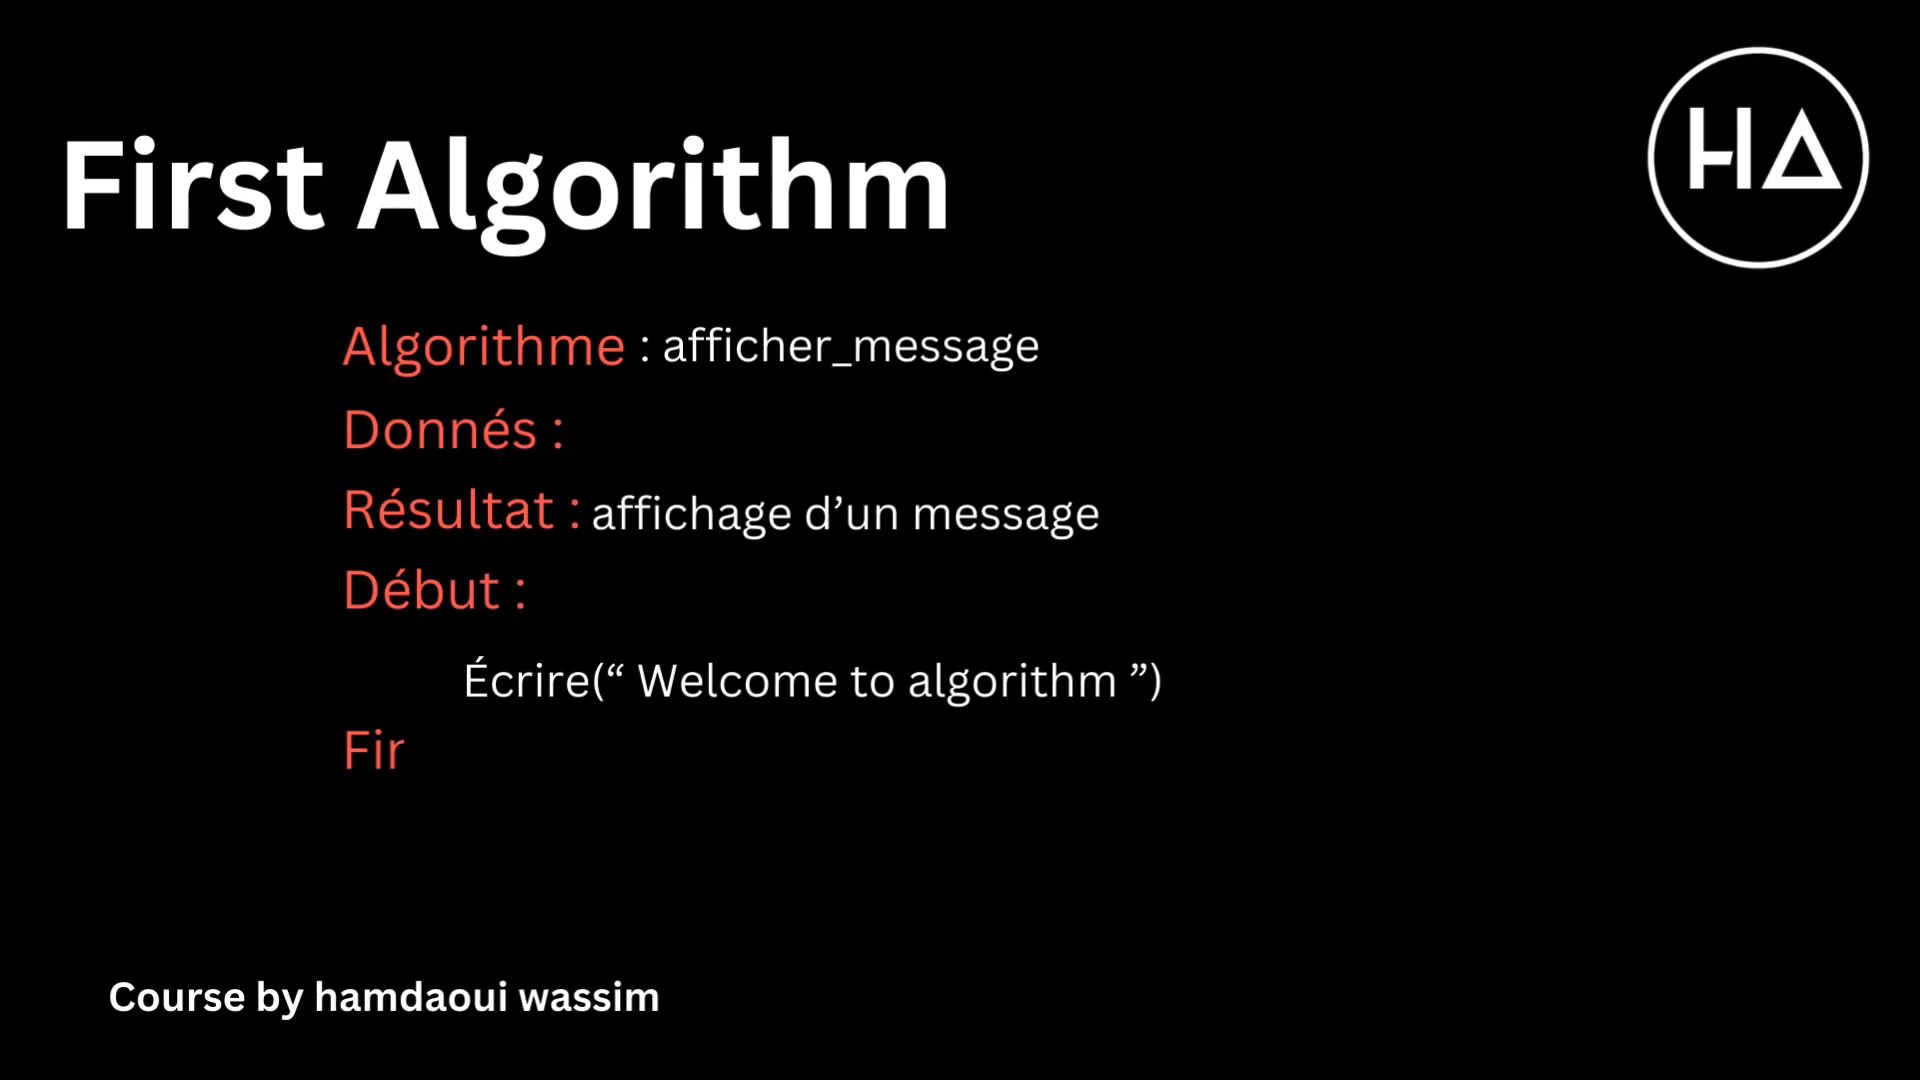 First Algorithm
HA
Algorithme : afficher_message
Donnés :
Résultat : affichage d’un message
Début :
Écrire(“ Welcome to algorithm ”)
Fir
Course by hamdaoui wassim